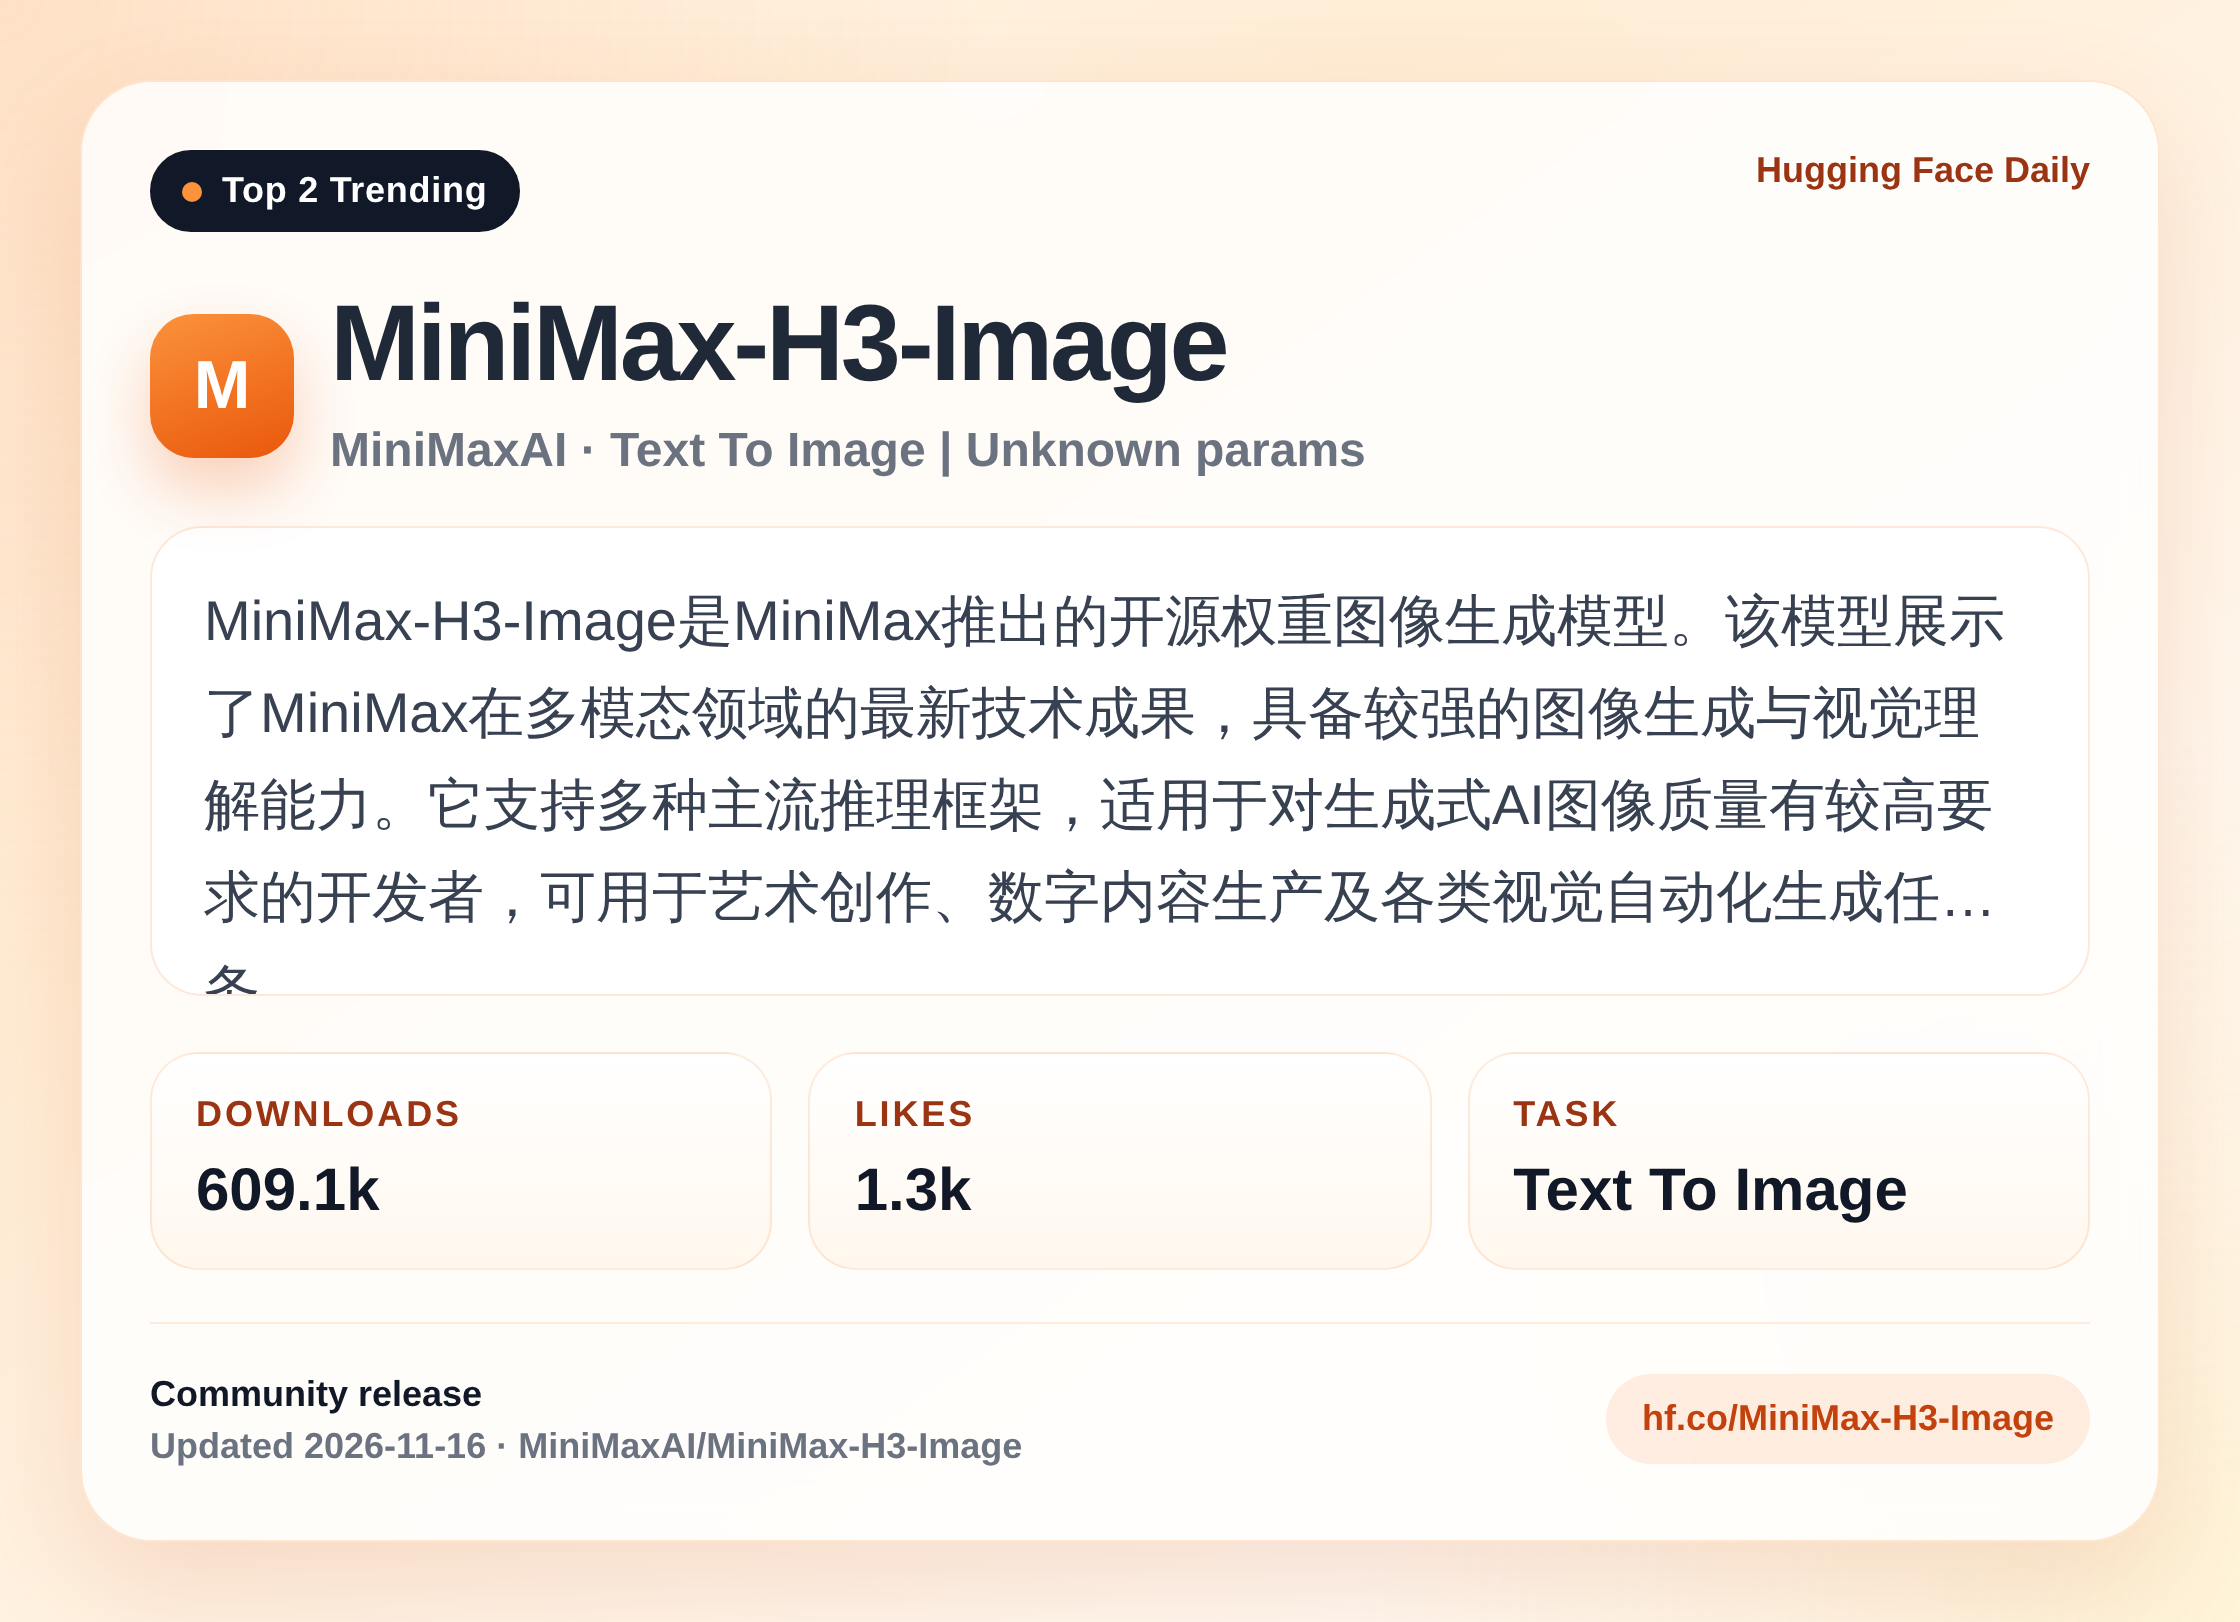 Top 2 Trending
Hugging Face Daily
M
MiniMax-H3-Image
MiniMaxAI · Text To Image | Unknown params
MiniMax-H3-Image是MiniMax推出的开源权重图像生成模型。该模型展示
了MiniMax在多模态领域的最新技术成果，具备较强的图像生成与视觉理
解能力。它支持多种主流推理框架，适用于对生成式AI图像质量有较高要
求的开发者，可用于艺术创作、数字内容生产及各类视觉自动化生成任…
DOWNLOADS
609.1k
LIKES
1.3k
TASK
Text To Image
Community release
Updated 2026-11-16 · MiniMaxAI/MiniMax-H3-Image
hf.co/MiniMax-H3-Image